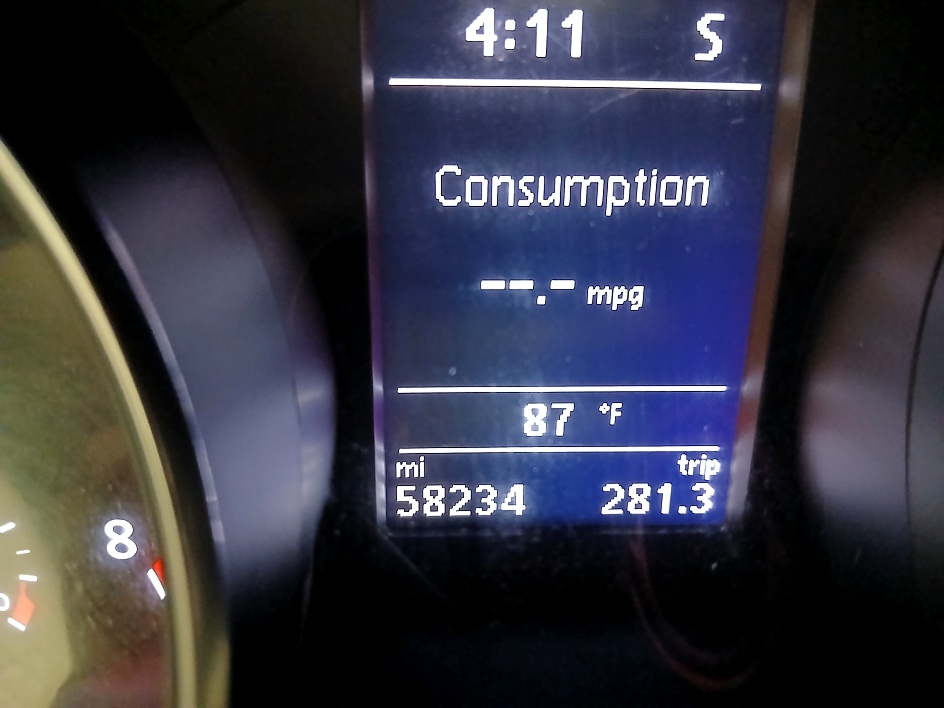 4:11 S
Consumption
--.- mpg
87 °F
mi trip
58234 281.3
8